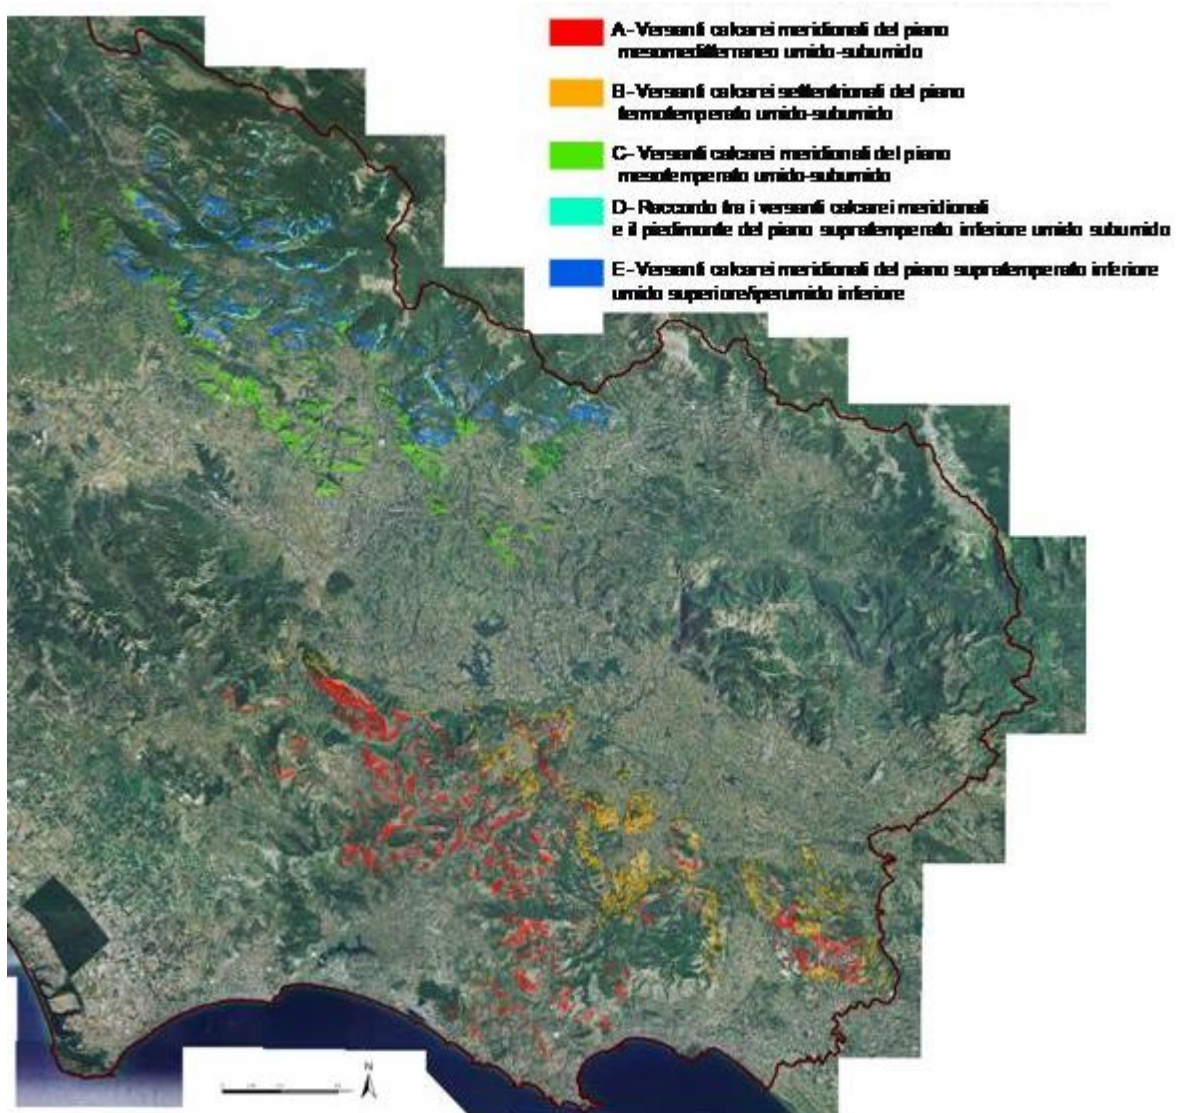 A- Versanti calcarei meridionali del piano
mesomediterraneo umido-subumido
B- Versanti calcarei settentrionali del piano
termotemperato umido-subumido
C- Versanti calcarei meridionali del piano
mesotemperato umido-subumido
D- Raccordo tra i versanti calcarei meridionali
e il piedimonte del piano supratemperato inferiore umido subumido
E- Versanti calcarei meridionali del piano supratemperato inferiore
umido superiore/iperumido inferiore
N